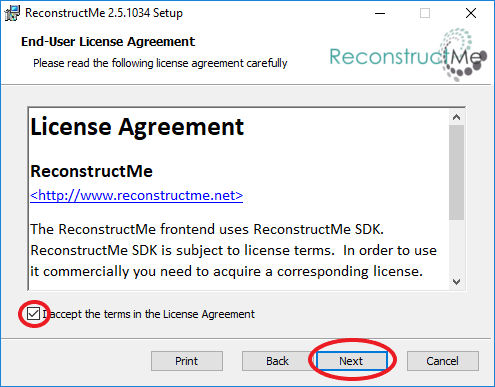 ReconstructMe 2.5.1034 Setup
End-User License Agreement
Please read the following license agreement carefully
ReconstructMe
License Agreement
ReconstructMe
<http://www.reconstructme.net>
The ReconstructMe frontend uses ReconstructMe SDK.
ReconstructMe SDK is subject to license terms.  In order to use
it commercially you need to acquire a corresponding license.
I accept the terms in the License Agreement
Print Back Next Cancel